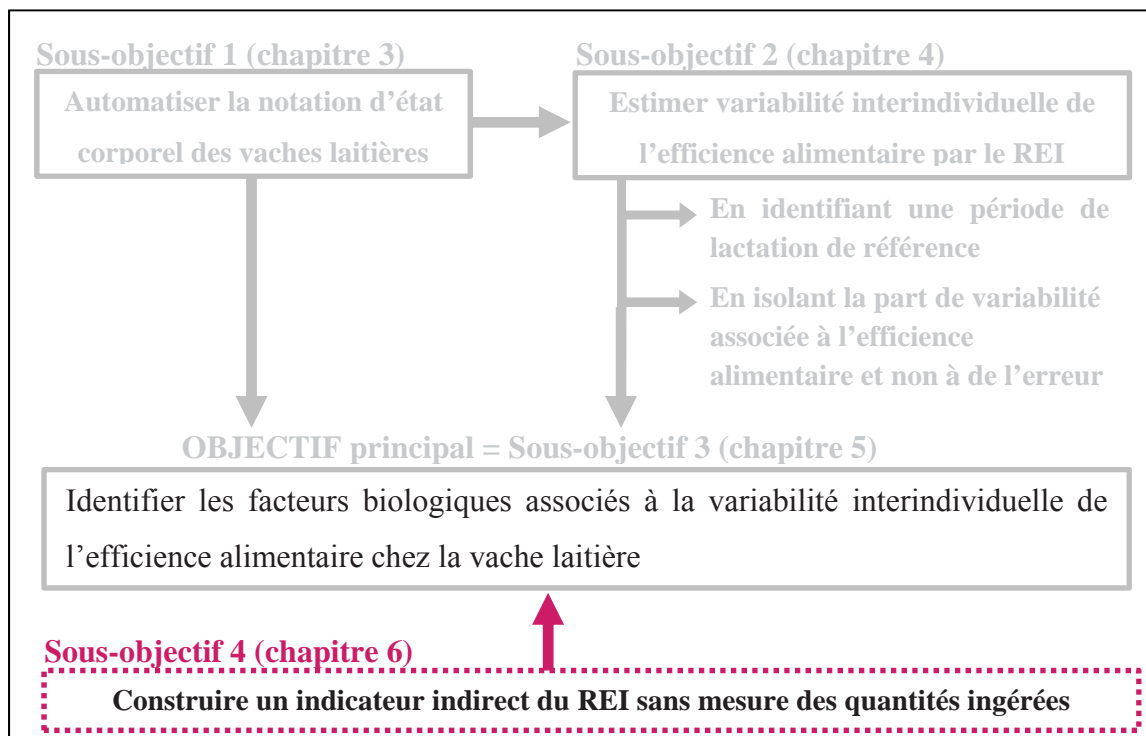 Sous-objectif 1 (chapitre 3)
Automatiser la notation d’état
corporel des vaches laitières
Sous-objectif 2 (chapitre 4)
Estimer variabilité interindividuelle de
l’efficience alimentaire par le REI
En identifiant une période de
lactation de référence
En isolant la part de variabilité
associée à l’efficience
alimentaire et non à de l’erreur
OBJECTIF principal = Sous-objectif 3 (chapitre 5)
Identifier les facteurs biologiques associés à la variabilité interindividuelle de
l’efficience alimentaire chez la vache laitière
Sous-objectif 4 (chapitre 6)
Construire un indicateur indirect du REI sans mesure des quantités ingérées